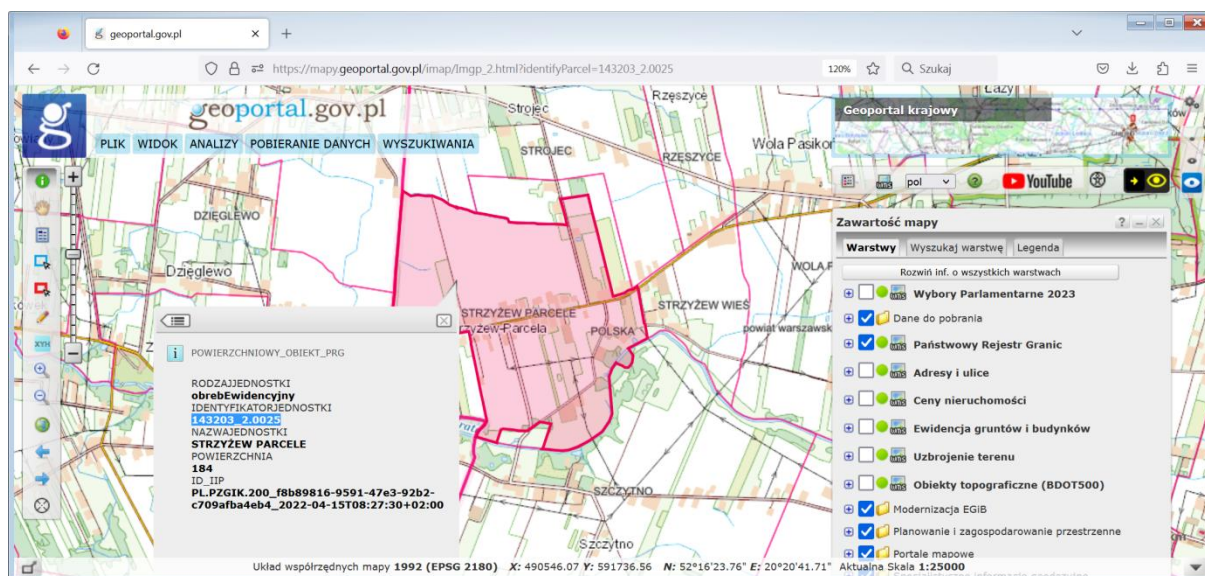 geoportal.gov.pl
https://mapy.geoportal.gov.pl/imap/Imgp_2.html?identifyParcel=143203_2.0025
120%
Szukaj
geoportal.gov.pl
PLIK WIDOK ANALIZY POBIERANIE DANYCH WYSZUKIWANIA
Strojec
STROJEC
Rzęszyce
RZESZYCE
DZIĘGLEWO
Dzięglewo
STRZYŻEW PARCELE
POLSKA
STRZYŻEW WIEŚ
SZCZYTNO
Szczytno
Geoportal krajowy
pol
YouTube
Zawartość mapy
Warstwy Wyszukaj warstwę Legenda
Rozwiń inf. o wszystkich warstwach
Wybory Parlamentarne 2023
Dane do pobrania
Państwowy Rejestr Granic
Adresy i ulice
Ceny nieruchomości
Ewidencja gruntów i budynków
Uzbrojenie terenu
Obiekty topograficzne (BDOT500)
Modernizacja EGiB
Planowanie i zagospodarowanie przestrzenne
Portale mapowe
POWIERZCHNIOWY_OBIEKT_PRG
RODZAJJEDNOSTKI
obrebEwidencyjny
IDENTYFIKATORJEDNOSTKI
143203_2.0025
NAZWAJEDNOSTKI
STRZYŻEW PARCELE
POWIERZCHNIA
184
ID_IIP
PL.PZGIK.200_f8b89816-9591-47e3-92b2-
c709afba4eb4_2022-04-15T08:27:30+02:00
Układ współrzędnych mapy 1992 (EPSG 2180) X: 490546.07 Y: 591736.56 N: 52°16'23.76" E: 20°20'41.71" Aktualna Skala 1:25000